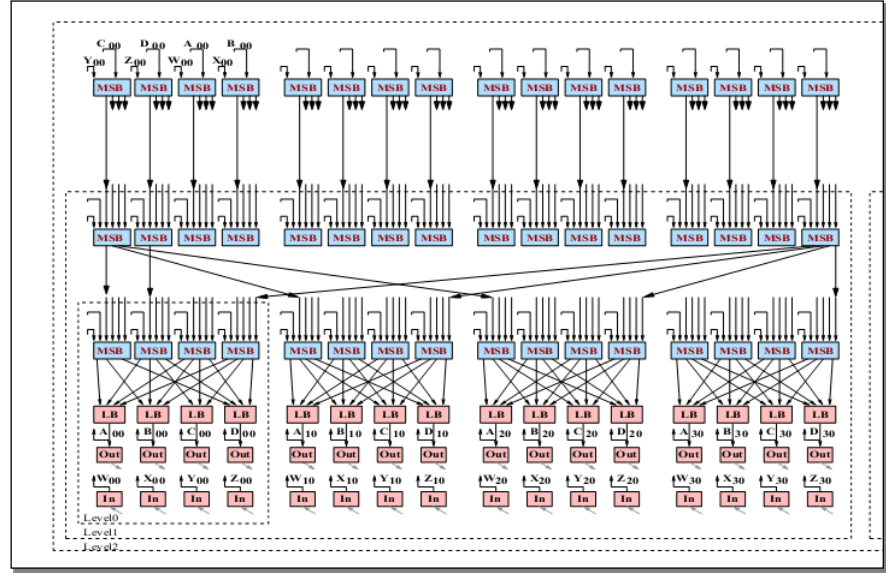 C00 D00 A00 B00
Y00 Z00 W00 X00
MSB MSB MSB MSB MSB MSB MSB MSB MSB MSB MSB MSB MSB MSB MSB MSB
MSB MSB MSB MSB MSB MSB MSB MSB MSB MSB MSB MSB MSB MSB MSB MSB
MSB MSB MSB MSB MSB MSB MSB MSB MSB MSB MSB MSB MSB MSB MSB MSB
LB LB LB LB LB LB LB LB LB LB LB LB LB LB LB LB
A00 B00 C00 D00 A10 B10 C10 D10 A20 B20 C20 D20 A30 B30 C30 D30
Out Out Out Out Out Out Out Out Out Out Out Out Out Out Out Out
W00 X00 Y00 Z00 W10 X10 Y10 Z10 W20 X20 Y20 Z20 W30 X30 Y30 Z30
In In In In In In In In In In In In In In In In
Level0
Level1
Level2